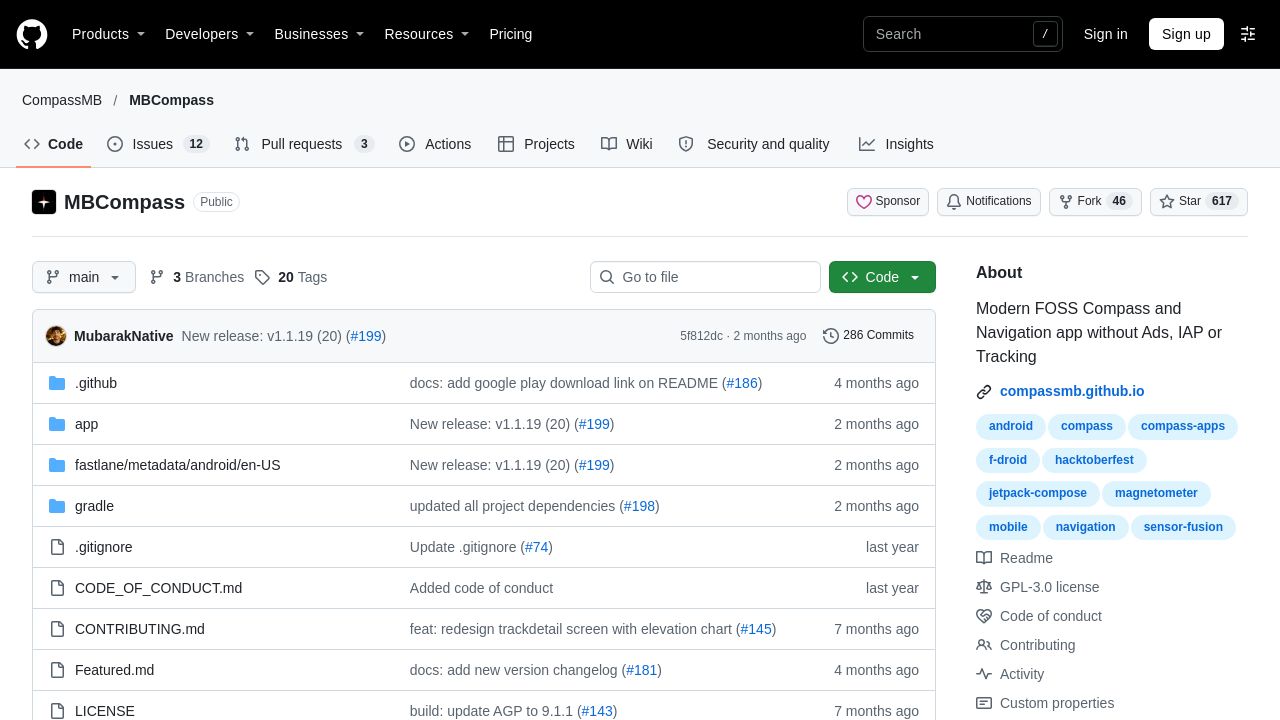 Products Developers Businesses Resources Pricing Search / Sign in Sign up
CompassMB / MBCompass
Code Issues 12 Pull requests 3 Actions Projects Wiki Security and quality Insights
MBCompass Public Sponsor Notifications Fork 46 Star 617
main 3 Branches 20 Tags Go to file Code
MubarakNative New release: v1.1.19 (20) (#199) 5f812dc · 2 months ago 286 Commits
.github docs: add google play download link on README (#186) 4 months ago
app New release: v1.1.19 (20) (#199) 2 months ago
fastlane/metadata/android/en-US New release: v1.1.19 (20) (#199) 2 months ago
gradle updated all project dependencies (#198) 2 months ago
.gitignore Update .gitignore (#74) last year
CODE_OF_CONDUCT.md Added code of conduct last year
CONTRIBUTING.md feat: redesign trackdetail screen with elevation chart (#145) 7 months ago
Featured.md docs: add new version changelog (#181) 4 months ago
LICENSE build: update AGP to 9.1.1 (#143) 7 months ago
About
Modern FOSS Compass and
Navigation app without Ads, IAP or
Tracking
compassmb.github.io
android compass compass-apps
f-droid hacktoberfest
jetpack-compose magnetometer
mobile navigation sensor-fusion
Readme
GPL-3.0 license
Code of conduct
Contributing
Activity
Custom properties